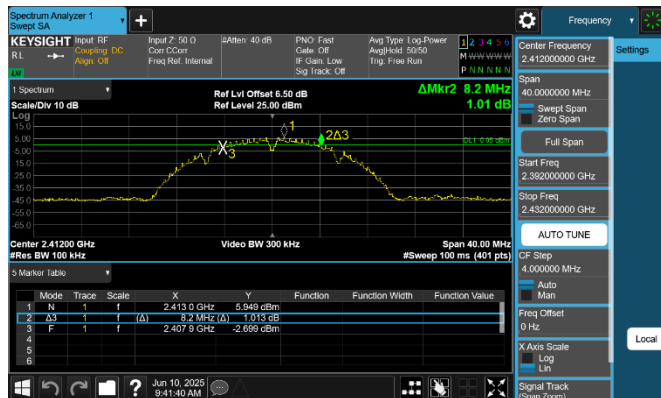 Spectrum Analyzer 1
Swept SA
Frequency
KEYSIGHT
Input: RF
Coupling: DC
Align: Off
Input Z: 50 Ω
Corr CCorr
Freq Ref: Internal
#Atten: 40 dB
PNO: Fast
Gate: Off
IF Gain: Low
Sig Track: Off
Avg Type: Log-Power
Avg|Hold: 50/50
Trig: Free Run
1 2 3 4 5 6
M W W W W W
P N N N N N
R L
LXI
Center Frequency
2.412000000 GHz
Settings
Span
40.0000000 MHz
Swept Span
Zero Span
Full Span
Start Freq
2.392000000 GHz
Stop Freq
2.432000000 GHz
AUTO TUNE
CF Step
4.000000 MHz
Auto
Man
Freq Offset
0 Hz
X Axis Scale
Log
Lin
Local
Signal Track
(Span Zoom)
1 Spectrum
Scale/Div 10 dB
Ref Lvl Offset 6.50 dB
Ref Level 25.00 dBm
ΔMkr2 8.2 MHz
1.01 dB
Log
15.0
5.00
-5.00
-15.0
-25.0
-35.0
-45.0
-55.0
-65.0
1
2Δ3
3
DL1 0.95 dBm
Center 2.41200 GHz
#Res BW 100 kHz
Video BW 300 kHz
Span 40.00 MHz
#Sweep 100 ms (401 pts)
5 Marker Table
Mode Trace Scale X Y Function Function Width Function Value
1 N 1 f 2.413 0 GHz 5.949 dBm
2 Δ3 1 f (Δ) 8.2 MHz (Δ) 1.013 dB
3 F 1 f 2.407 9 GHz -2.699 dBm
4
5
6
Jun 10, 2025
9:41:40 AM